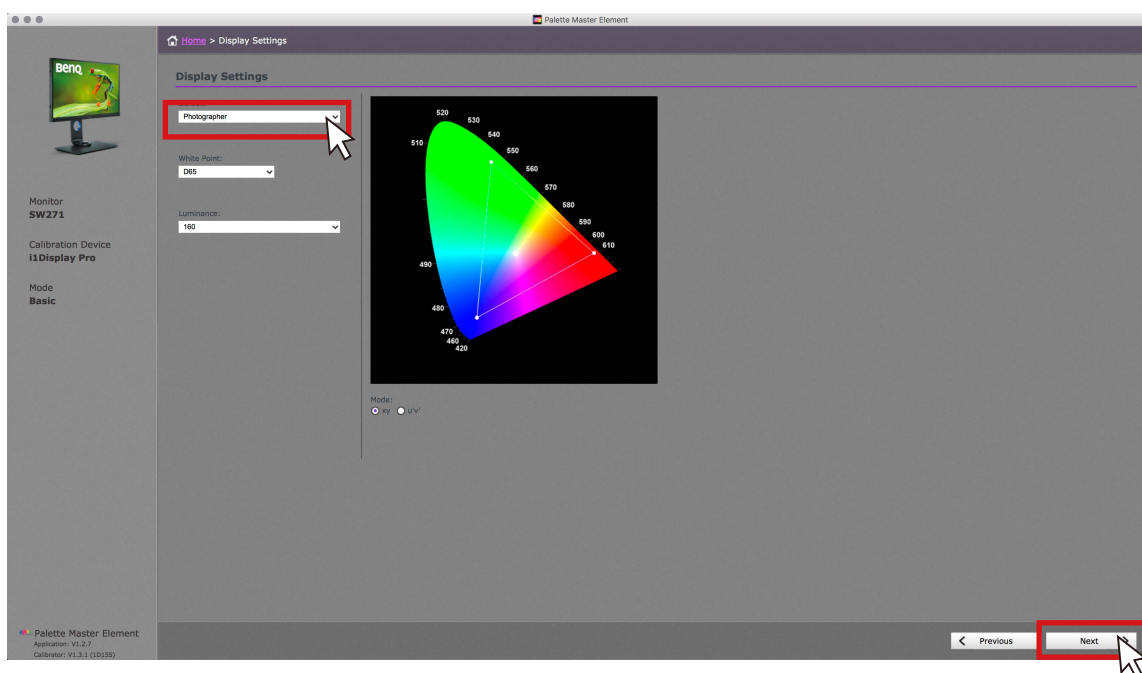 Palette Master Element
Home > Display Settings
BenQ
Display Settings
Photographer
White Point:
D65
Luminance:
160
Monitor
SW271
Calibration Device
i1Display Pro
Mode
Basic
520
530
540
510
550
560
570
580
590
600
610
490
480
470
460
420
Mode:
xy u'v'
Palette Master Element
Application: V1.2.7
Calibrator: V1.3.1 (1D155)
Previous
Next